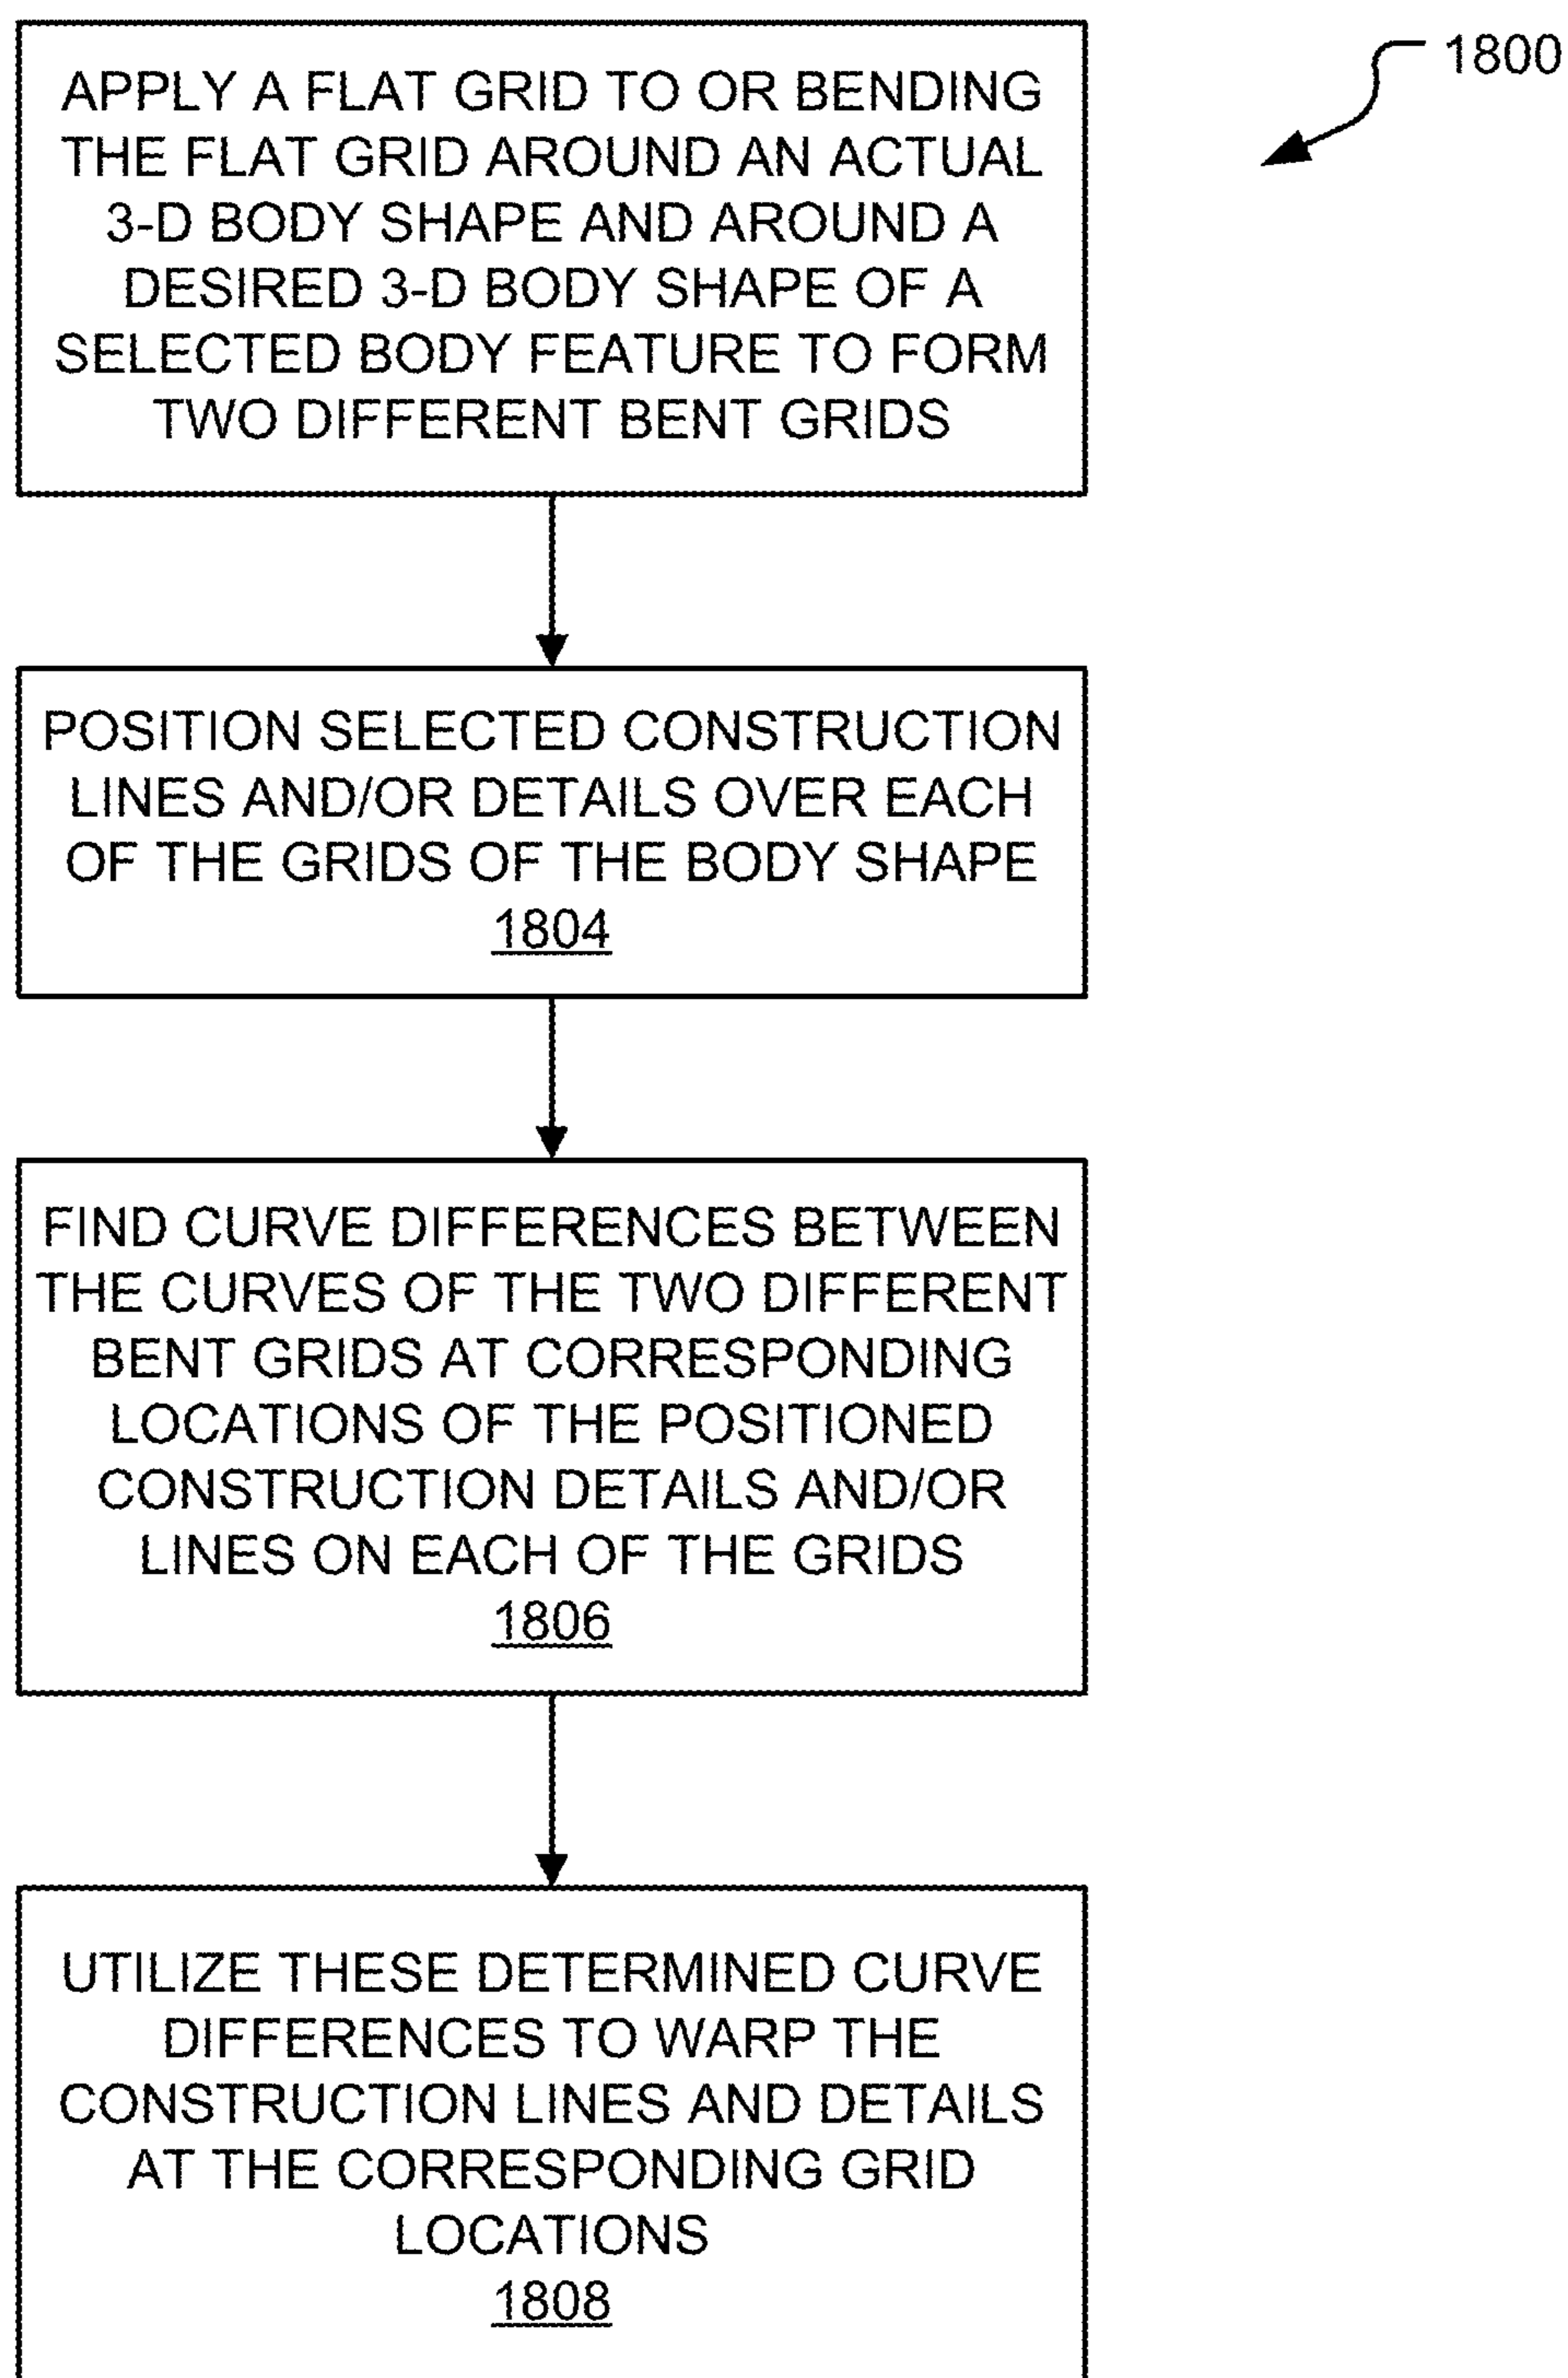 1800
APPLY A FLAT GRID TO OR BENDING
THE FLAT GRID AROUND AN ACTUAL
3-D BODY SHAPE AND AROUND A
DESIRED 3-D BODY SHAPE OF A
SELECTED BODY FEATURE TO FORM
TWO DIFFERENT BENT GRIDS
POSITION SELECTED CONSTRUCTION
LINES AND/OR DETAILS OVER EACH
OF THE GRIDS OF THE BODY SHAPE
1804
FIND CURVE DIFFERENCES BETWEEN
THE CURVES OF THE TWO DIFFERENT
BENT GRIDS AT CORRESPONDING
LOCATIONS OF THE POSITIONED
CONSTRUCTION DETAILS AND/OR
LINES ON EACH OF THE GRIDS
1806
UTILIZE THESE DETERMINED CURVE
DIFFERENCES TO WARP THE
CONSTRUCTION LINES AND DETAILS
AT THE CORRESPONDING GRID
LOCATIONS
1808